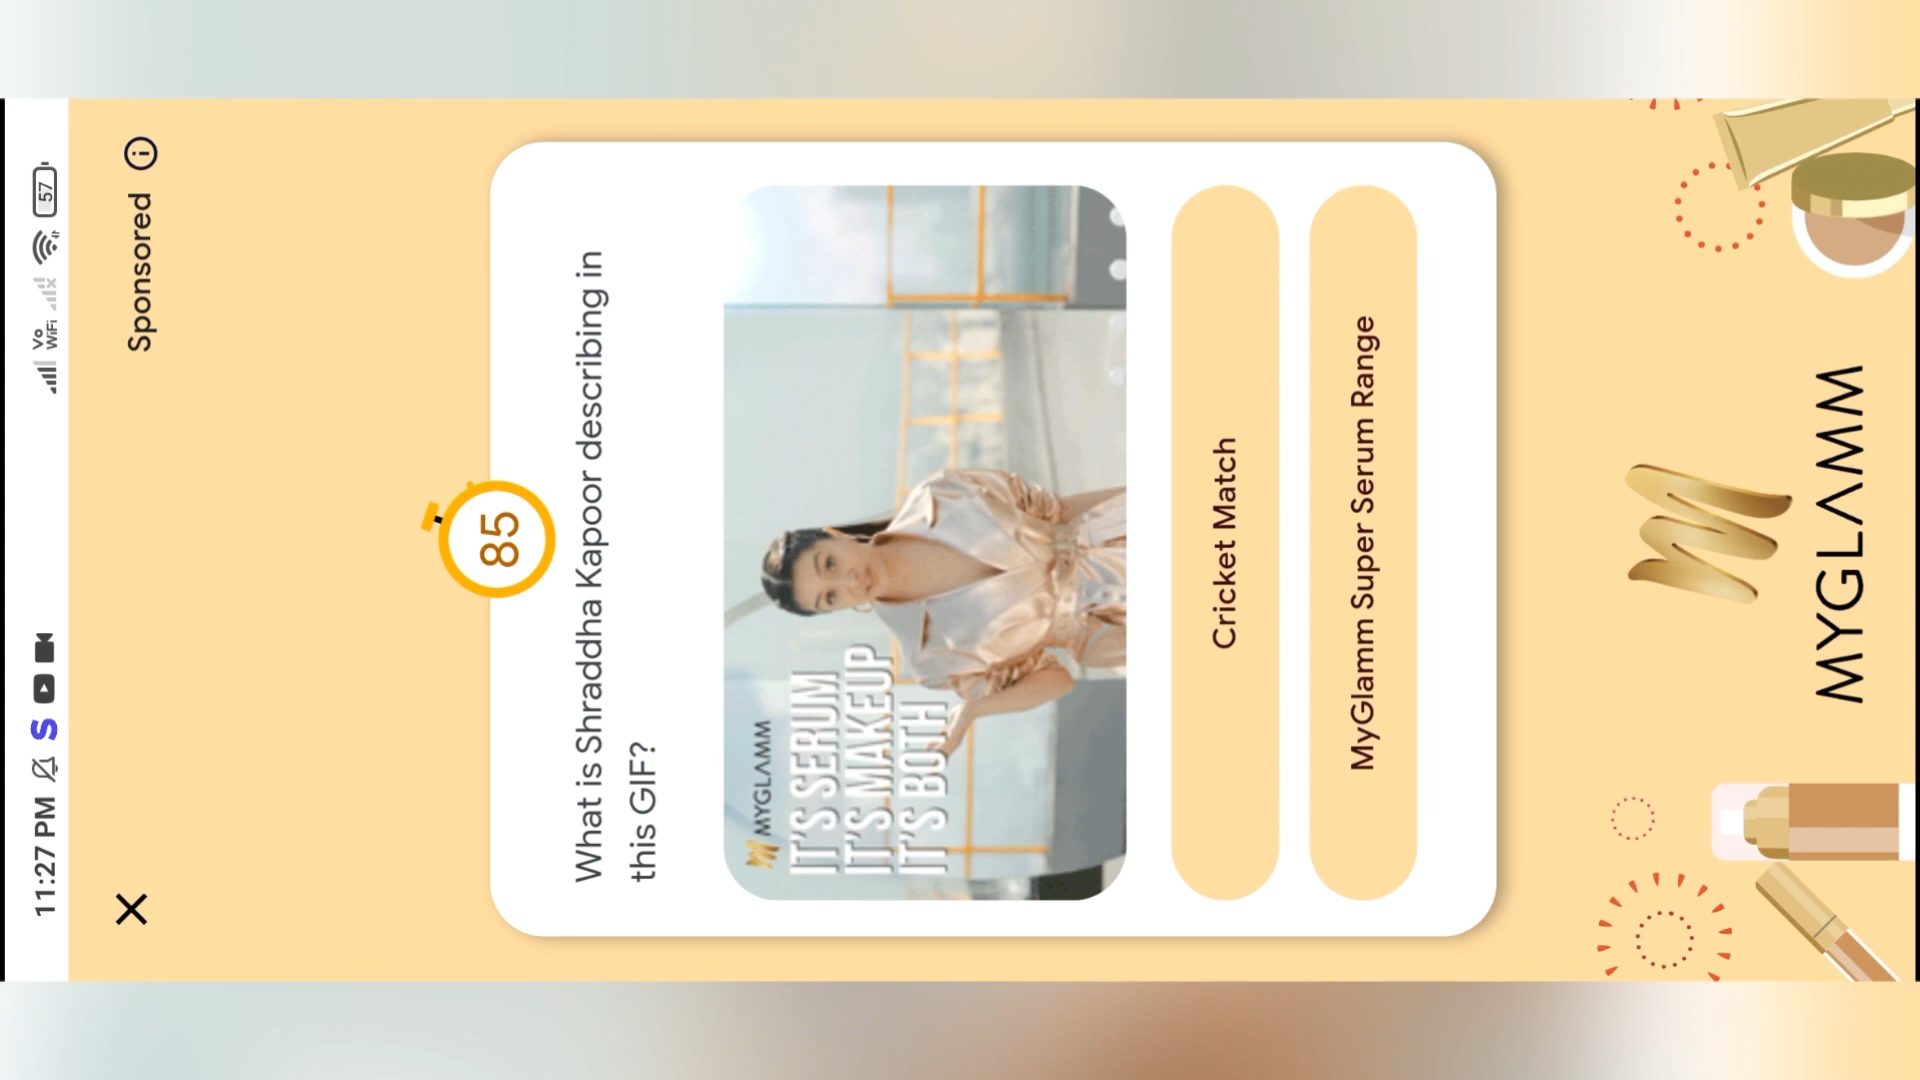 11:27 PM
S
Vo
WiFi
57
Sponsored
85
What is Shraddha Kapoor describing in
this GIF?
MYGLAMM
IT'S SERUM
IT'S MAKEUP
IT'S BOTH
Cricket Match
MyGlamm Super Serum Range
MYGLAMM